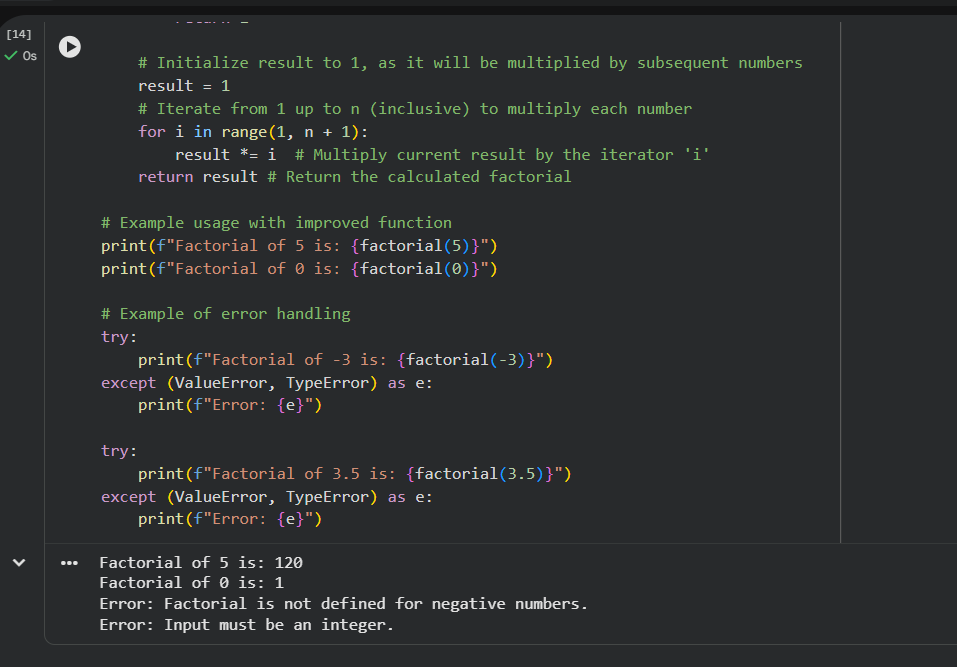 [14]
0s
# Initialize result to 1, as it will be multiplied by subsequent numbers
result = 1
# Iterate from 1 up to n (inclusive) to multiply each number
for i in range(1, n + 1):
    result *= i  # Multiply current result by the iterator 'i'
return result # Return the calculated factorial
# Example usage with improved function
print(f"Factorial of 5 is: {factorial(5)}")
print(f"Factorial of 0 is: {factorial(0)}")
# Example of error handling
try:
    print(f"Factorial of -3 is: {factorial(-3)}")
except (ValueError, TypeError) as e:
    print(f"Error: {e}")
try:
    print(f"Factorial of 3.5 is: {factorial(3.5)}")
except (ValueError, TypeError) as e:
    print(f"Error: {e}")
Factorial of 5 is: 120
Factorial of 0 is: 1
Error: Factorial is not defined for negative numbers.
Error: Input must be an integer.